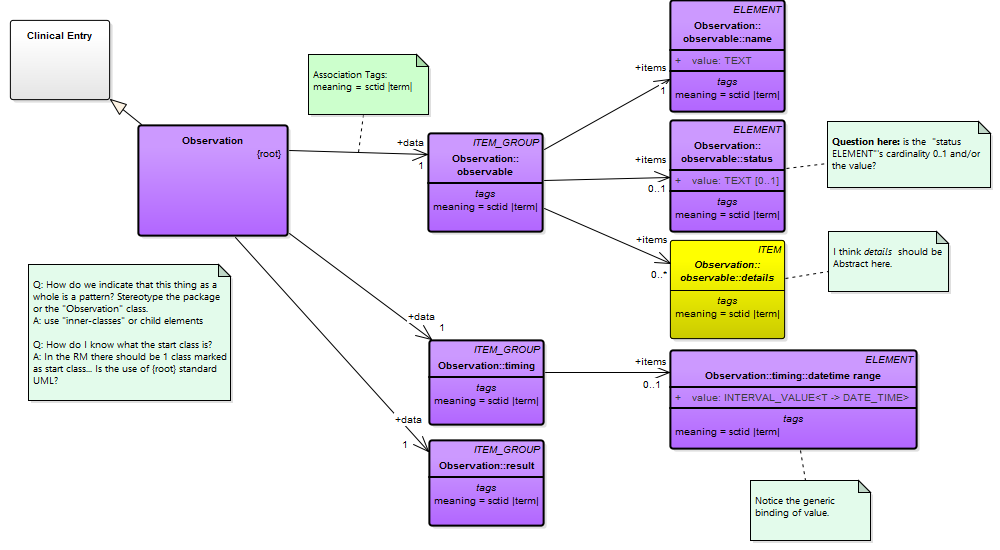 Clinical Entry
Observation
{root}
Association Tags:
meaning = sctid |term|
+data
1
ITEM_GROUP
Observation::
observable
tags
meaning = sctid |term|
+items
1
ELEMENT
Observation::
observable::name
+ value: TEXT
tags
meaning = sctid |term|
+items
0..1
ELEMENT
Observation::
observable::status
+ value: TEXT [0..1]
tags
meaning = sctid |term|
Question here: is the "status
ELEMENT"'s cardinality 0..1 and/or
the value?
+items
0..*
ITEM
Observation::
observable::details
tags
meaning = sctid |term|
I think details should be
Abstract here.
Q: How do we indicate that this thing as a
whole is a pattern? Stereotype the package
or the "Observation" class.
A: use "inner-classes" or child elements
Q: How do I know what the start class is?
A: In the RM there should be 1 class marked
as start class... Is the use of {root} standard
UML?
+data
1
ITEM_GROUP
Observation::timing
tags
meaning = sctid |term|
+items
0..1
ELEMENT
Observation::timing::datetime range
+ value: INTERVAL_VALUE<T -> DATE_TIME>
tags
meaning = sctid |term|
+data
1
ITEM_GROUP
Observation::result
tags
meaning = sctid |term|
Notice the generic
binding of value.